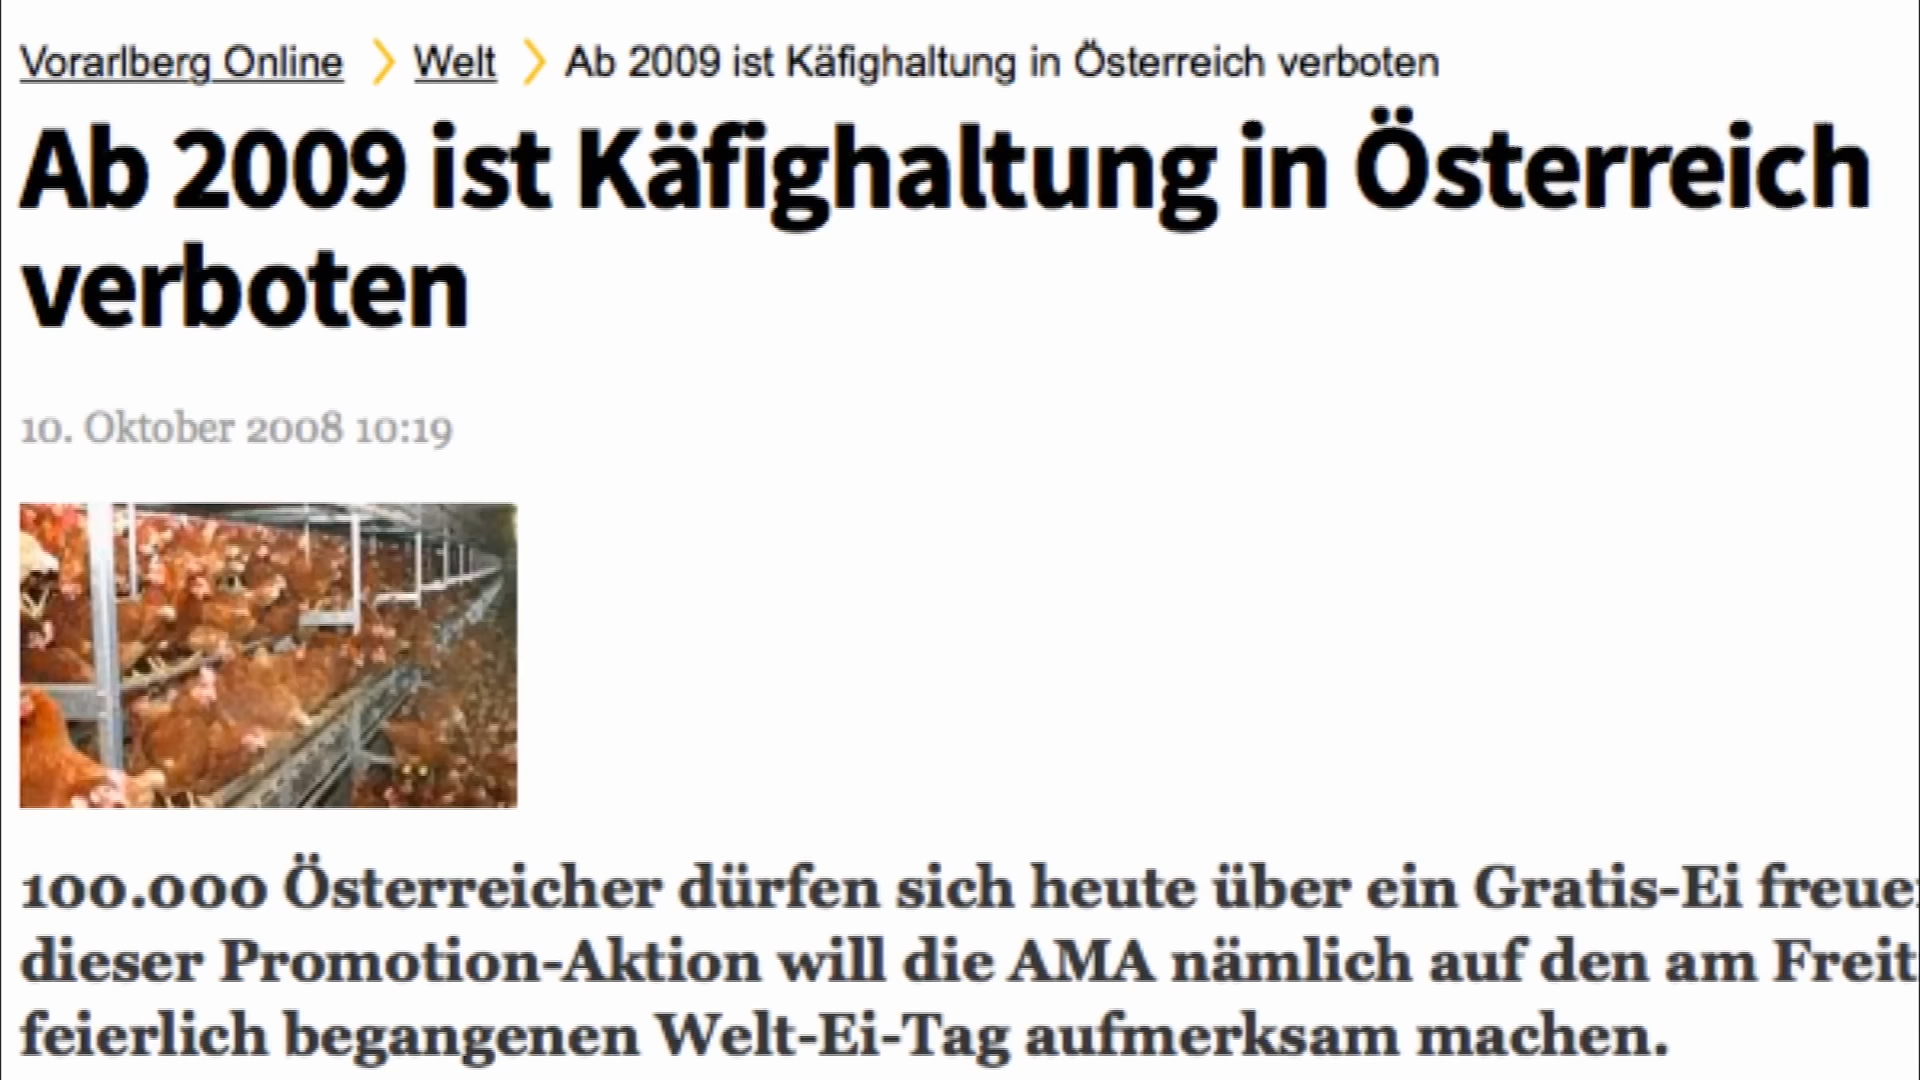 Vorarlberg Online > Welt > Ab 2009 ist Käfighaltung in Österreich verboten
Ab 2009 ist Käfighaltung in Österreich
verboten
10. Oktober 2008 10:19
100.000 Österreicher dürfen sich heute über ein Gratis-Ei
dieser Promotion-Aktion will die AMA nämlich auf den am
feierlich begangenen Welt-Ei-Tag aufmerksam machen.